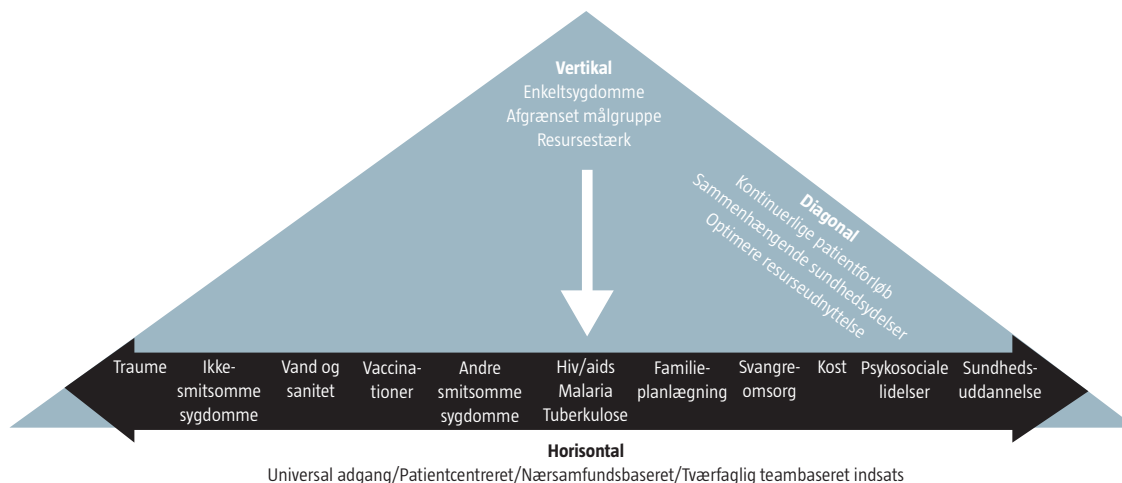 Vertikal
Enkeltsygdomme
Afgrænset målgruppe
Resursestærk
Diagonal
Kontinuerlige patientforløb
Sammenhængende sundhedsydelser
Optimere resurseudnyttelse
Traume
Ikke-
smitsomme
sygdomme
Vand og
sanitet
Vaccina-
tioner
Andre
smitsomme
sygdomme
Hiv/aids
Malaria
Tuberkulose
Familie-
planlægning
Svangre-
omsorg
Kost
Psykosociale
lidelser
Sundheds-
uddannelse
Horisontal
Universal adgang/Patientcentreret/Nærsamfundsbaseret/Tværfaglig teambaseret indsats